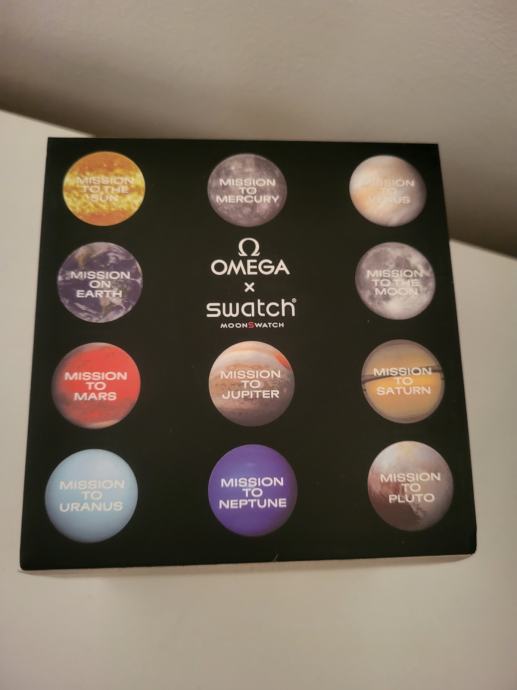 MISSION
TO THE
SUN
MISSION
TO
MERCURY
MISSION
TO
VENUS
MISSION
ON
EARTH
Ω
OMEGA
x
swatch®
MOONSWATCH
MISSION
TO THE
MOON
MISSION
TO
MARS
MISSION
TO
JUPITER
MISSION
TO
SATURN
MISSION
TO
URANUS
MISSION
TO
NEPTUNE
MISSION
TO
PLUTO